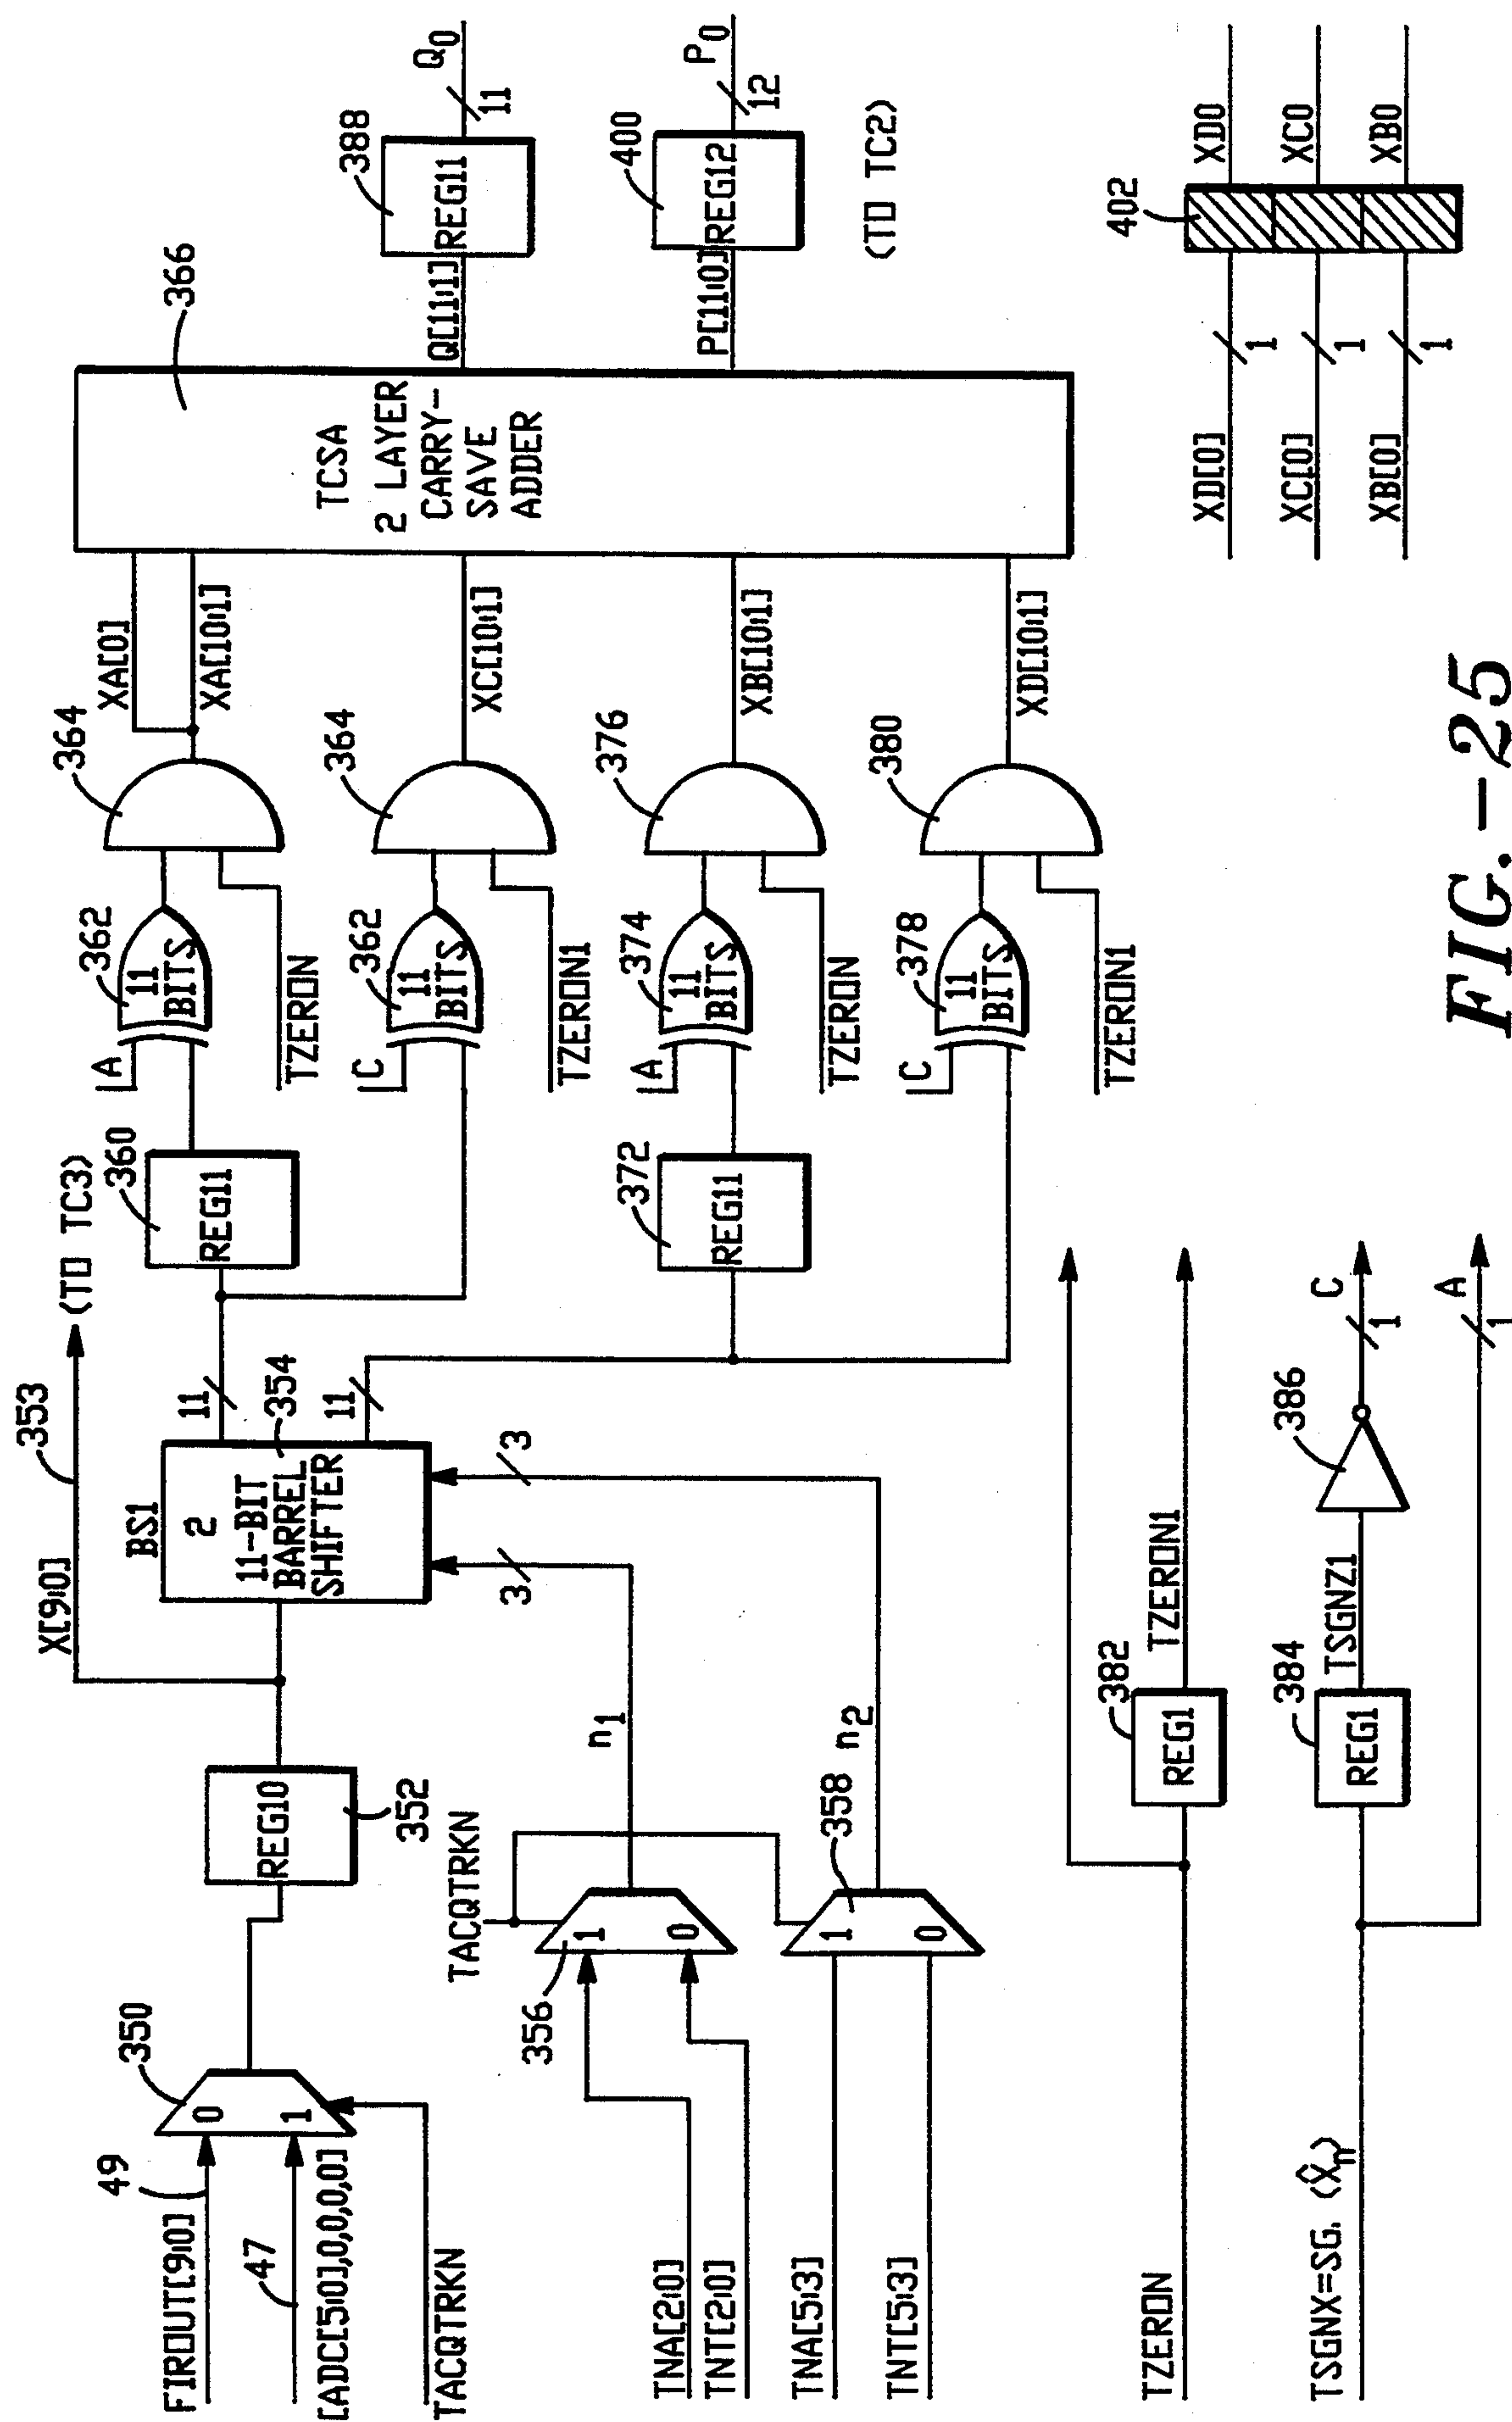 FIROUT[9:0]
49
47
[ADC[5:0],0,0,0,0]
TACQTRKN
350
0
1
REG10
352
X[9:0]
353
(TO TC3)
BS1
2
11-BIT
BARREL
SHIFTER
354
11
11
3
3
TACQTRKN
TNA[2:0]
TNT[2:0]
356
1
0
n1
TNA[5:3]
TNT[5:3]
358
1
0
n2
360
REG11
372
REG11
A
362
11
BITS
TZERON
364
XA[0]
XA[10:1]
C
362
11
BITS
TZERON1
364
XC[10:1]
A
374
11
BITS
TZERON
376
XB[10:1]
C
378
11
BITS
TZERON1
380
XD[10:1]
366
TCSA
2 LAYER
CARRY-
SAVE
ADDER
Q[11:1]
388
REG11
Q0
11
P[11:0]
400
REG12
P0
12
(TO TC2)
TZERON
382
REG1
TZERON1
TSGNX=SG. (X̂n)
384
REG1
TSGNZ1
386
C
1
A
1
402
XD[0]
1
XD0
XC[0]
1
XC0
XB[0]
1
XB0
FIG.-25